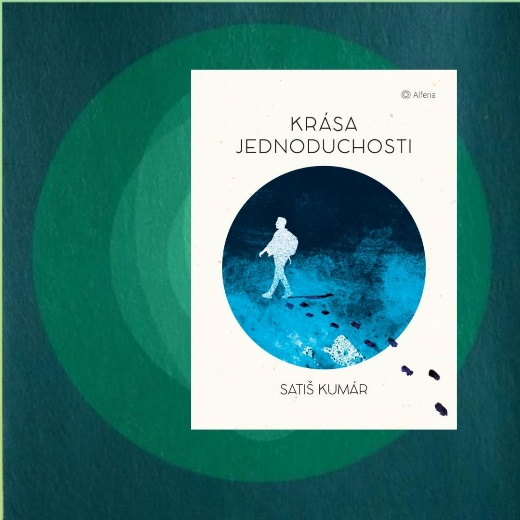 Alferia
KRÁSA
JEDNODUCHOSTI
SATIŠ KUMÁR